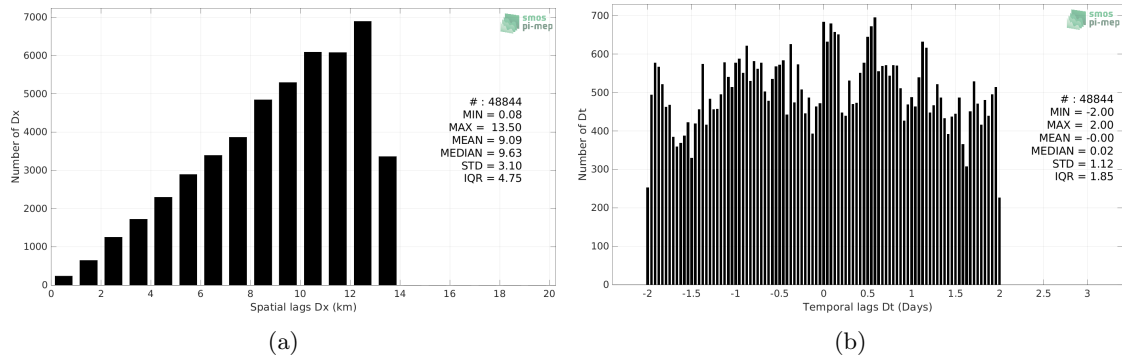 7000
6000
5000
4000
3000
2000
1000
0
Number of Dx
smos
pi-mep
# : 48844
MIN = 0.08
MAX = 13.50
MEAN = 9.09
MEDIAN = 9.63
STD = 3.10
IQR = 4.75
0 2 4 6 8 10 12 14 16 18 20
Spatial lags Dx (km)
(a)
700
600
500
400
300
200
100
0
Number of Dt
smos
pi-mep
# : 48844
MIN = -2.00
MAX = 2.00
MEAN = -0.00
MEDIAN = 0.02
STD = 1.12
IQR = 1.85
-2 -1.5 -1 -0.5 0 0.5 1 1.5 2 2.5 3
Temporal lags Dt (Days)
(b)